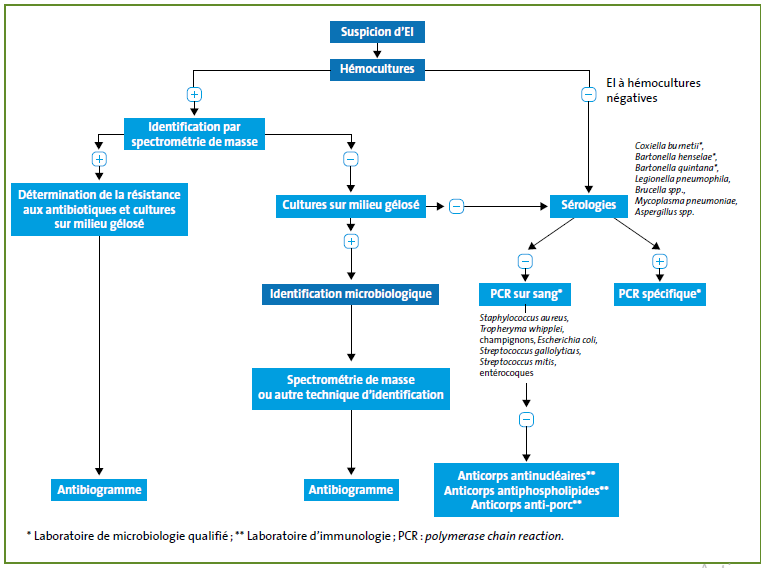 Suspicion d'EI
Hémocultures
EI à hémocultures
négatives
+
−
Identification par
spectrométrie de masse
+
−
Coxiella burnetii*,
Bartonella henselae*,
Bartonella quintana*,
Legionella pneumophila,
Brucella spp.,
Mycoplasma pneumoniae,
Aspergillus spp.
Détermination de la résistance
aux antibiotiques et cultures
sur milieu gélosé
Cultures sur milieu gélosé
−
Sérologies
+
−
+
Identification microbiologique
PCR sur sang*
PCR spécifique*
Staphylococcus aureus,
Tropheryma whipplei,
champignons, Escherichia coli,
Streptococcus gallolyticus,
Streptococcus mitis,
entérocoques
Spectrométrie de masse
ou autre technique d'identification
−
Antibiogramme
Antibiogramme
Anticorps antinucléaires**
Anticorps antiphospholipides**
Anticorps anti-porc**
* Laboratoire de microbiologie qualifié ; ** Laboratoire d'immunologie ; PCR : polymerase chain reaction.